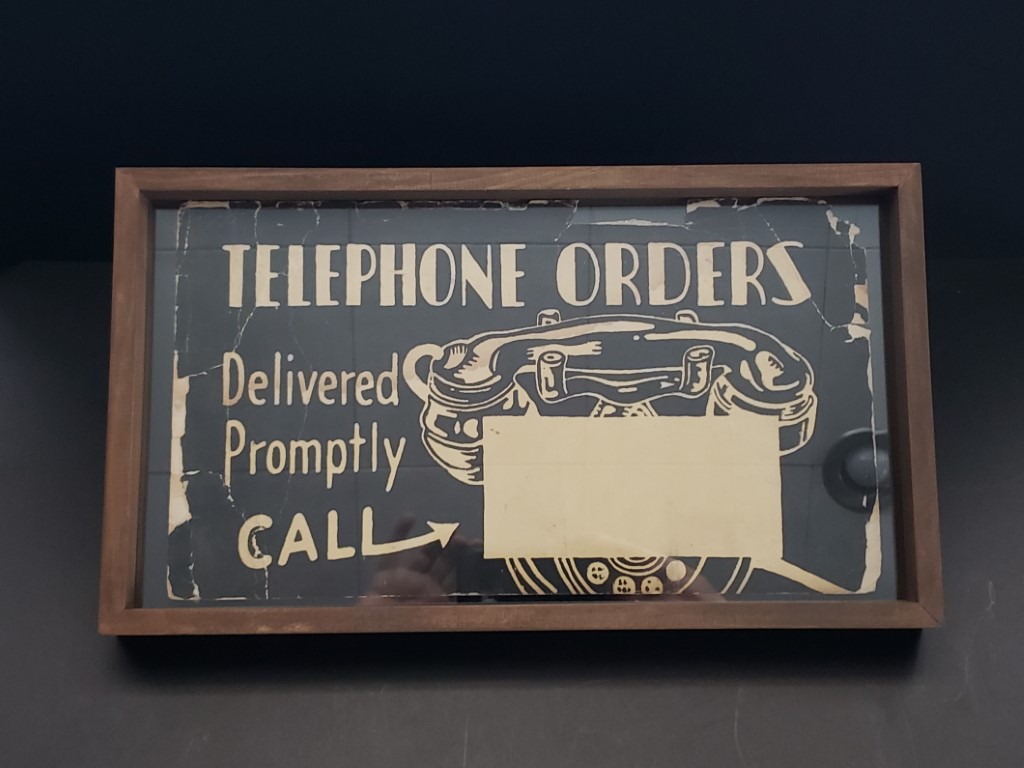 TELEPHONE ORDERS
Delivered
Promptly
CALL